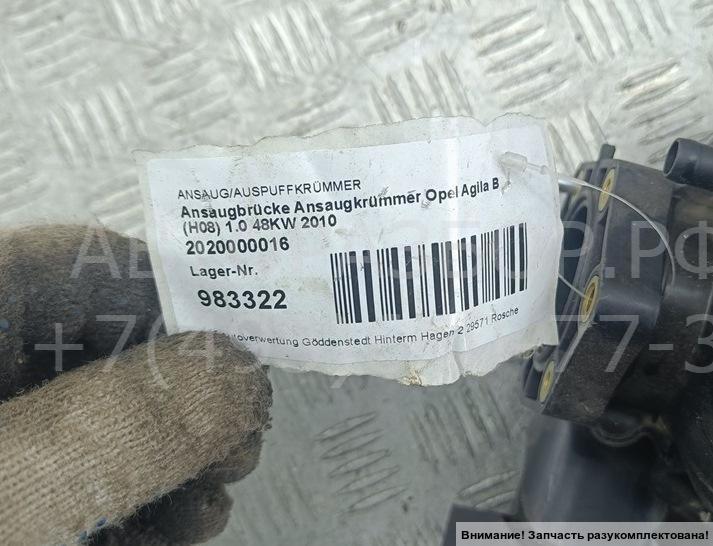 ANSAUG/AUSPUFFKRÜMMER
Ansaugbrücke Ansaugkrümmer Opel Agila B
(H08) 1.0 48KW 2010
2020000016
Lager-Nr.
983322
utoverwertung Göddenstedt Hinterm Hagen 2 29571 Rosche
Внимание! Запчасть разукомплектована!